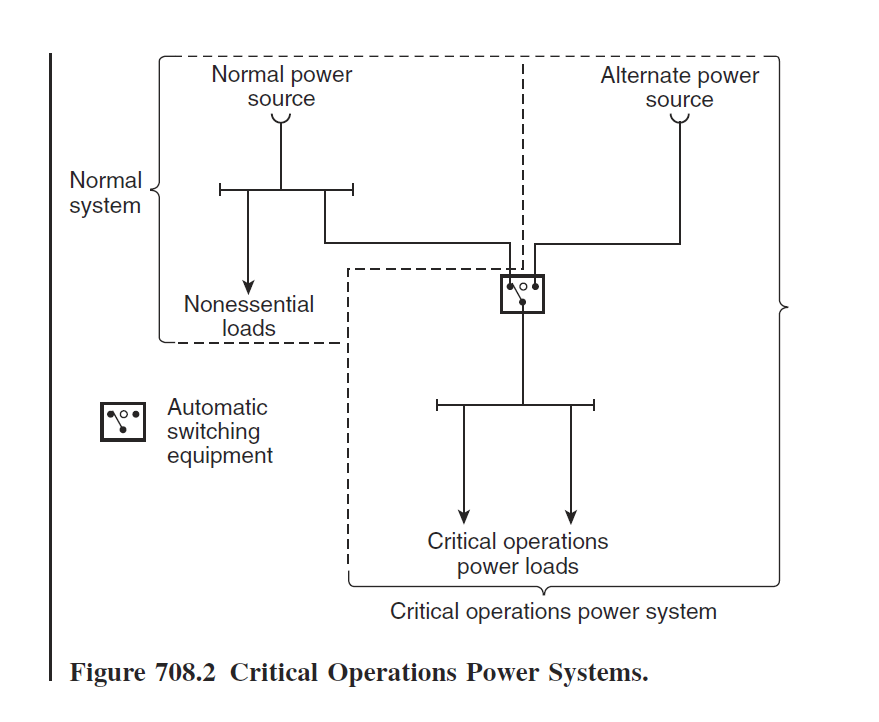 Normal power
source
Alternate power
source
Normal
system
Nonessential
loads
Automatic
switching
equipment
Critical operations
power loads
Critical operations power system
Figure 708.2 Critical Operations Power Systems.